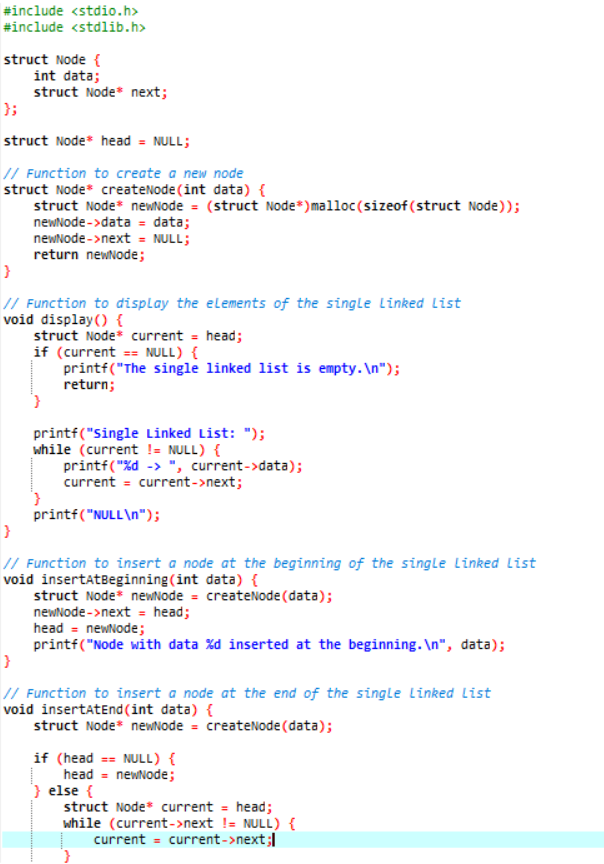 #include <stdio.h>
#include <stdlib.h>

struct Node {
    int data;
    struct Node* next;
};

struct Node* head = NULL;

// Function to create a new node
struct Node* createNode(int data) {
    struct Node* newNode = (struct Node*)malloc(sizeof(struct Node));
    newNode->data = data;
    newNode->next = NULL;
    return newNode;
}

// Function to display the elements of the single linked list
void display() {
    struct Node* current = head;
    if (current == NULL) {
        printf("The single linked list is empty.\n");
        return;
    }

    printf("Single Linked List: ");
    while (current != NULL) {
        printf("%d -> ", current->data);
        current = current->next;
    }
    printf("NULL\n");
}

// Function to insert a node at the beginning of the single linked list
void insertAtBeginning(int data) {
    struct Node* newNode = createNode(data);
    newNode->next = head;
    head = newNode;
    printf("Node with data %d inserted at the beginning.\n", data);
}

// Function to insert a node at the end of the single linked list
void insertAtEnd(int data) {
    struct Node* newNode = createNode(data);

    if (head == NULL) {
        head = newNode;
    } else {
        struct Node* current = head;
        while (current->next != NULL) {
            current = current->next;
        }